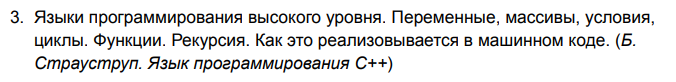 3. Языки программирования высокого уровня. Переменные, массивы, условия,
циклы. Функции. Рекурсия. Как это реализовывается в машинном коде. (Б.
Страуструп. Язык программирования С++)